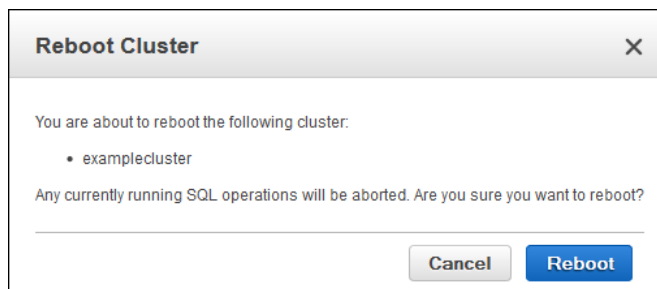 Reboot Cluster
You are about to reboot the following cluster:
• examplecluster
Any currently running SQL operations will be aborted. Are you sure you want to reboot?
Cancel Reboot